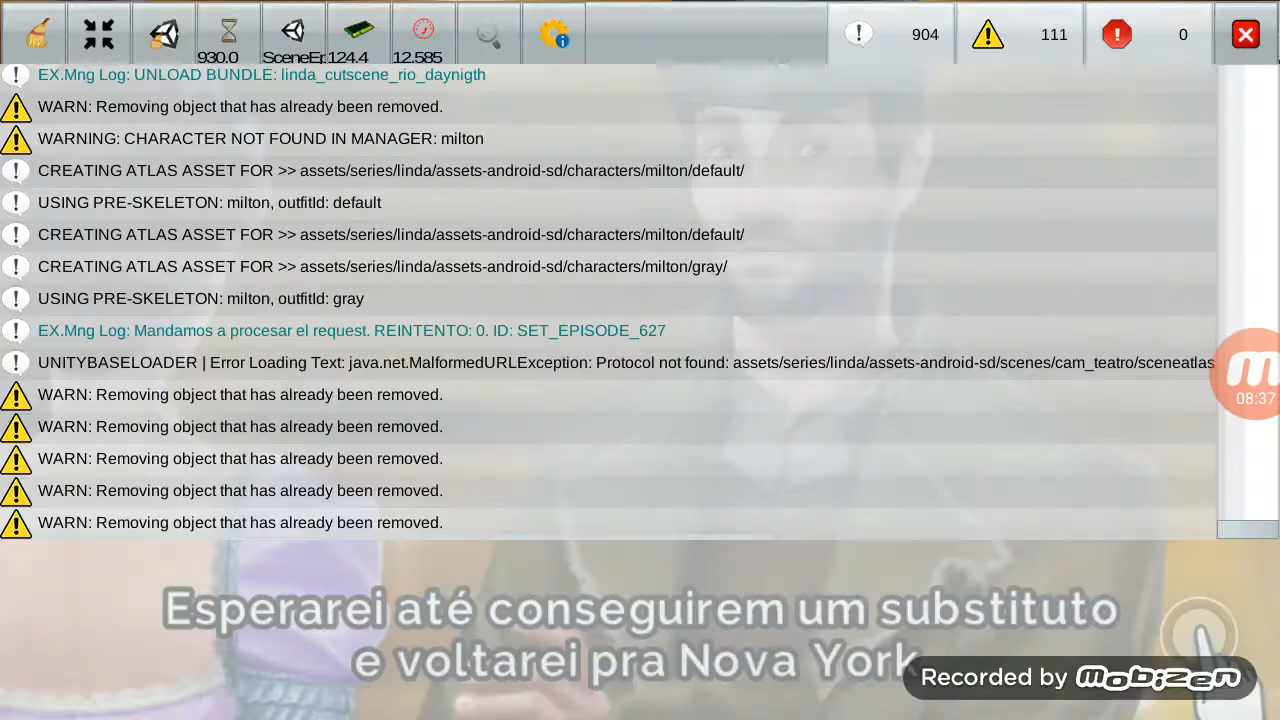 930.0
SceneEp
124.4
12.585
904
111
0
EX.Mng Log: UNLOAD BUNDLE: linda_cutscene_rio_daynigth
WARN: Removing object that has already been removed.
WARNING: CHARACTER NOT FOUND IN MANAGER: milton
CREATING ATLAS ASSET FOR >> assets/series/linda/assets-android-sd/characters/milton/default/
USING PRE-SKELETON: milton, outfitId: default
CREATING ATLAS ASSET FOR >> assets/series/linda/assets-android-sd/characters/milton/default/
CREATING ATLAS ASSET FOR >> assets/series/linda/assets-android-sd/characters/milton/gray/
USING PRE-SKELETON: milton, outfitId: gray
EX.Mng Log: Mandamos a procesar el request. REINTENTO: 0. ID: SET_EPISODE_627
UNITYBASELOADER | Error Loading Text: java.net.MalformedURLException: Protocol not found: assets/series/linda/assets-android-sd/scenes/cam_teatro/sceneatlas
WARN: Removing object that has already been removed.
WARN: Removing object that has already been removed.
WARN: Removing object that has already been removed.
WARN: Removing object that has already been removed.
WARN: Removing object that has already been removed.
08:37
Esperarei até conseguirem um substituto
e voltarei pra Nova York
Recorded by mobizen